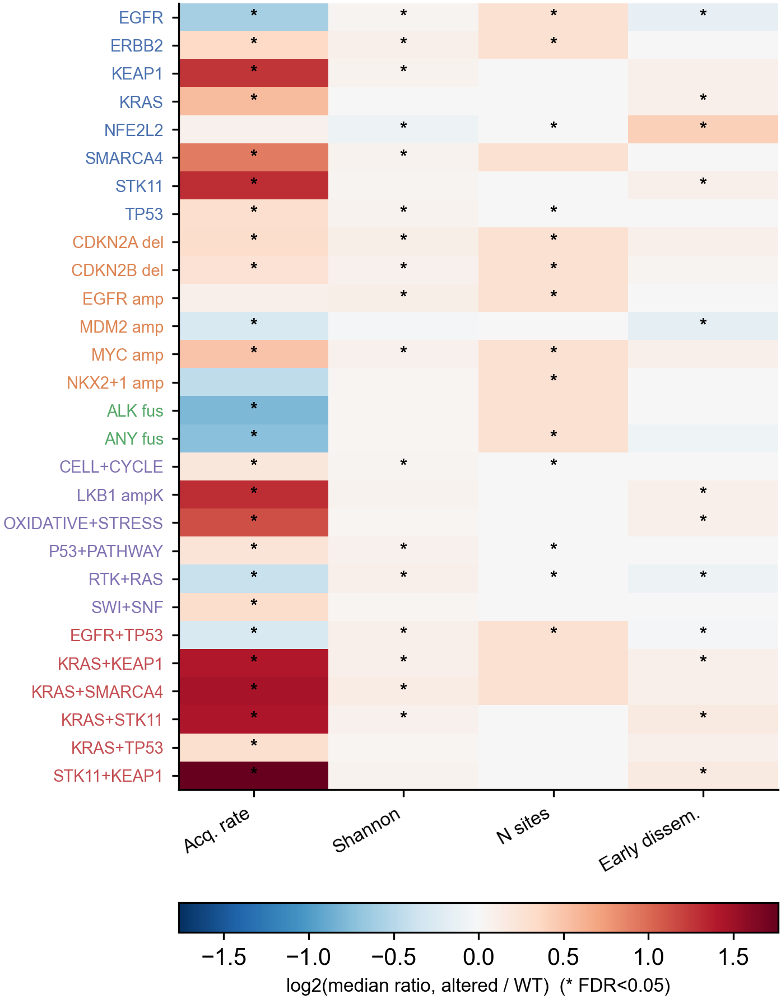 EGFR * * * *
ERBB2 * * *
KEAP1 * *
KRAS * *
NFE2L2 * * *
SMARCA4 * *
STK11 * *
TP53 * * *
CDKN2A del * * *
CDKN2B del * * *
EGFR amp * *
MDM2 amp * *
MYC amp * * *
NKX2+1 amp *
ALK fus *
ANY fus * *
CELL+CYCLE * * *
LKB1 ampK * *
OXIDATIVE+STRESS * *
P53+PATHWAY * * *
RTK+RAS * * * *
SWI+SNF *
EGFR+TP53 * * * *
KRAS+KEAP1 * * *
KRAS+SMARCA4 * *
KRAS+STK11 * * *
KRAS+TP53 *
STK11+KEAP1 * *
Acq. rate Shannon N sites Early dissem.
−1.5 −1.0 −0.5 0.0 0.5 1.0 1.5
log2(median ratio, altered / WT) (* FDR<0.05)